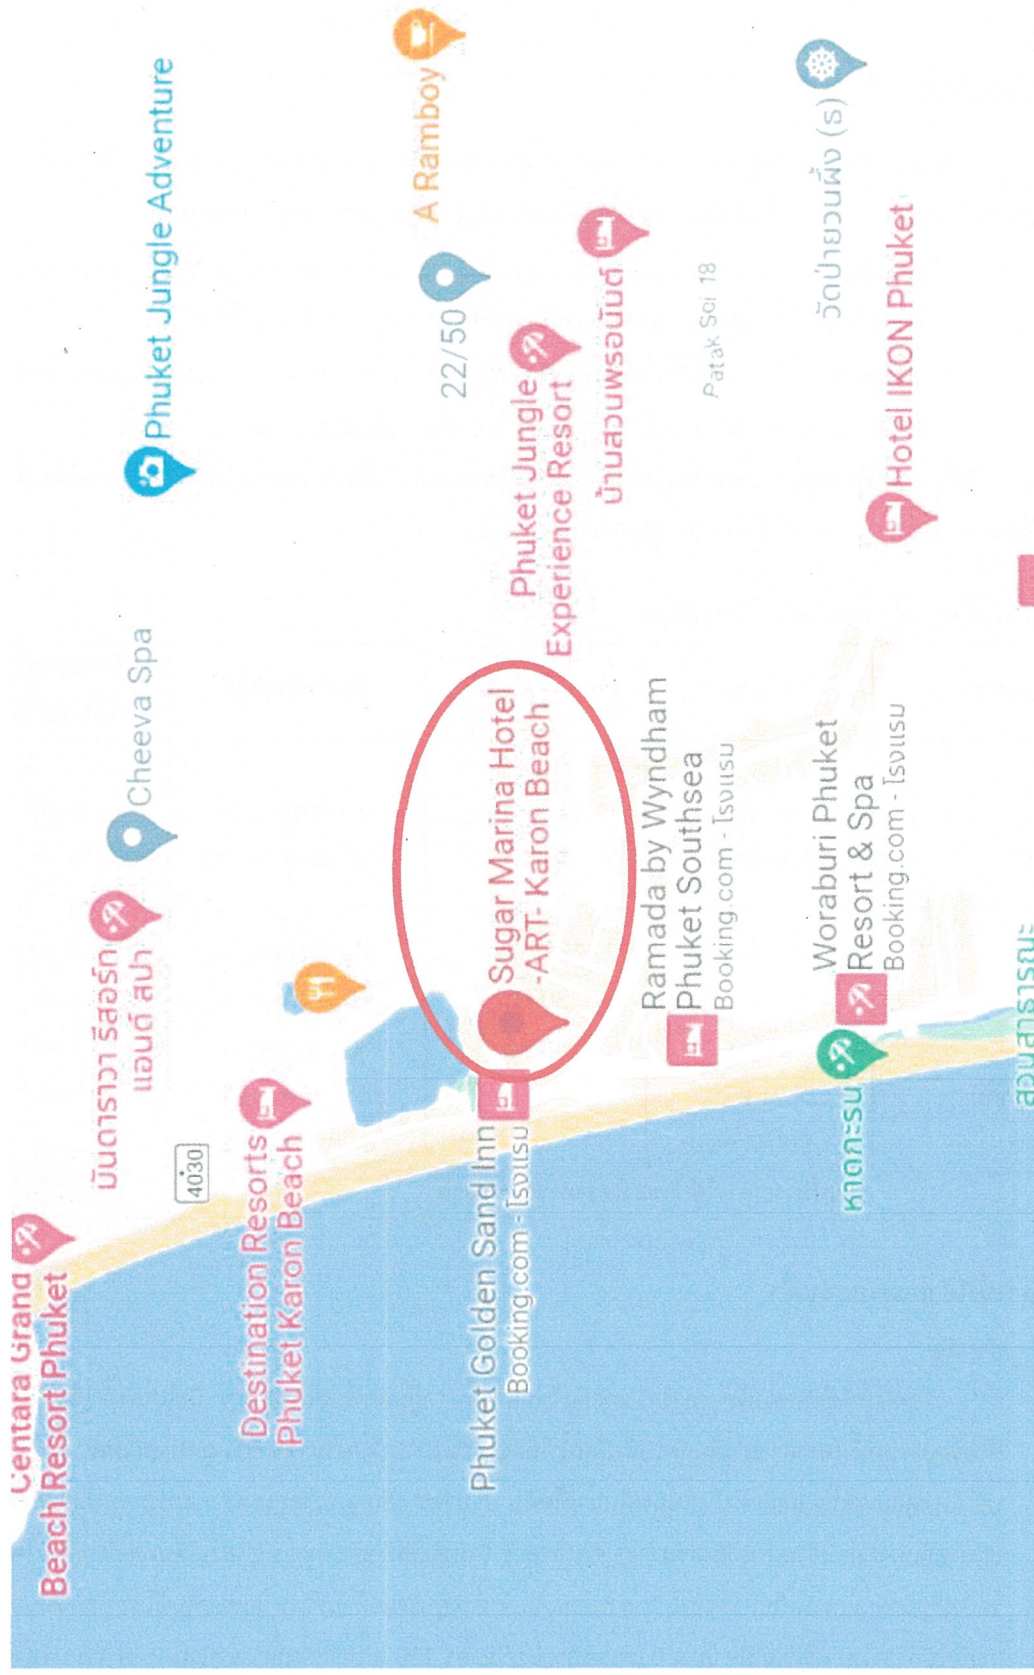 Centara Grand
Beach Resort Phuket
มันดาราวา รีสอร์ท
แอนด์ สปา
Cheeva Spa
Phuket Jungle Adventure
4030
Destination Resorts
Phuket Karon Beach
A Ramboy
22/50
Phuket Golden Sand Inn
Booking.com - โรงแรม
Sugar Marina Hotel
-ART- Karon Beach
Phuket Jungle
Experience Resort
บ้านสวนพรอนันต์
Ramada by Wyndham
Phuket Southsea
Booking.com - โรงแรม
Patak Soi 18
หาดกะรน
Woraburi Phuket
Resort & Spa
Booking.com - โรงแรม
วัดป่ายวนผึ้ง (ร)
Hotel IKON Phuket
สวนสาธารณะ